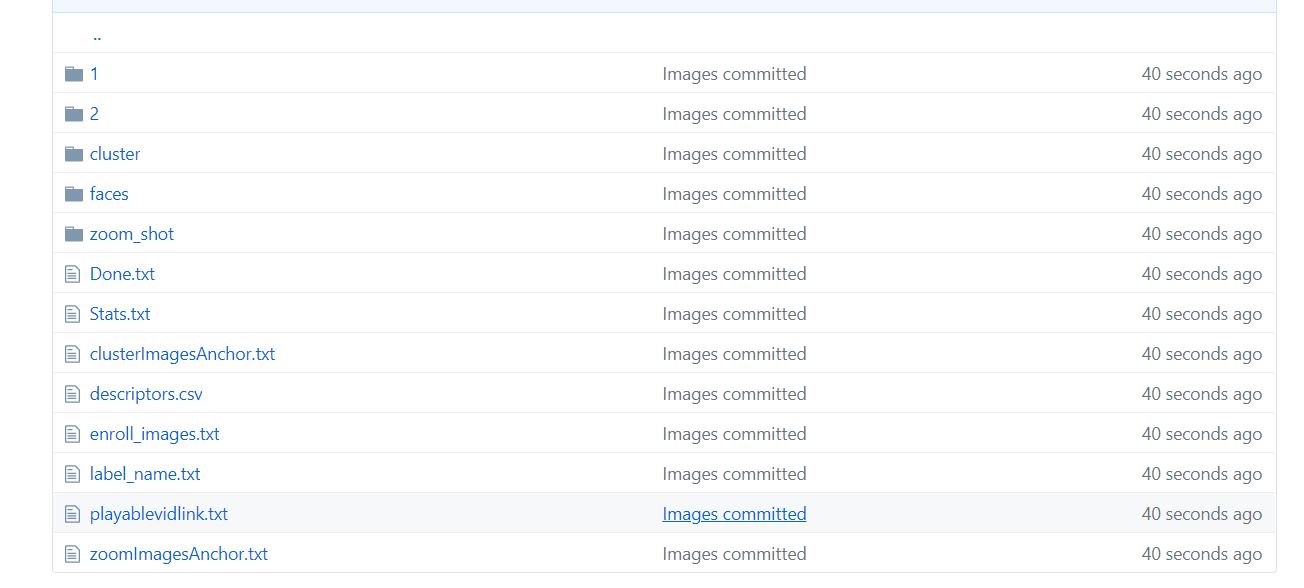 ..
1 Images committed 40 seconds ago
2 Images committed 40 seconds ago
cluster Images committed 40 seconds ago
faces Images committed 40 seconds ago
zoom_shot Images committed 40 seconds ago
Done.txt Images committed 40 seconds ago
Stats.txt Images committed 40 seconds ago
clusterImagesAnchor.txt Images committed 40 seconds ago
descriptors.csv Images committed 40 seconds ago
enroll_images.txt Images committed 40 seconds ago
label_name.txt Images committed 40 seconds ago
playablevidlink.txt Images committed 40 seconds ago
zoomImagesAnchor.txt Images committed 40 seconds ago